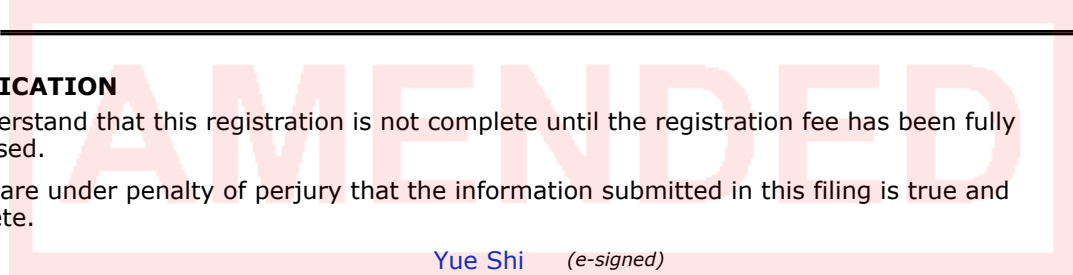 AMENDED
ICATION
erstand that this registration is not complete until the registration fee has been fully
sed.
are under penalty of perjury that the information submitted in this filing is true and
ete.
Yue Shi (e-signed)